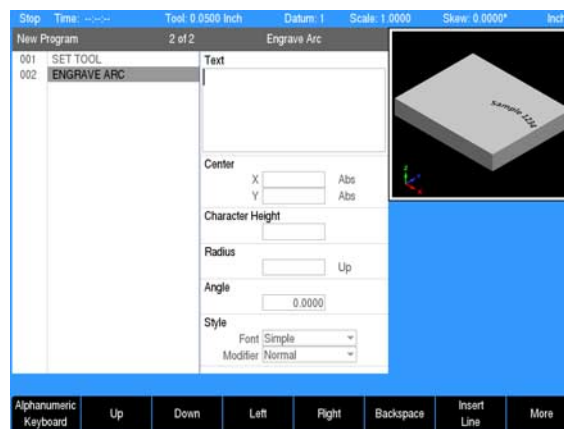 Stop Time: --:--:-- Tool: 0.0500 Inch Datum: 1 Scale: 1.0000 Skew: 0.0000° Inch
New Program 2 of 2 Engrave Arc
001 SET TOOL
002 ENGRAVE ARC
Text
Center
X Abs
Y Abs
Character Height
Radius
Up
Angle
0.0000
Style
Font Simple
Modifier Normal
Sample 1234
Z
Alphanumeric Keyboard Up Down Left Right Backspace Insert Line More